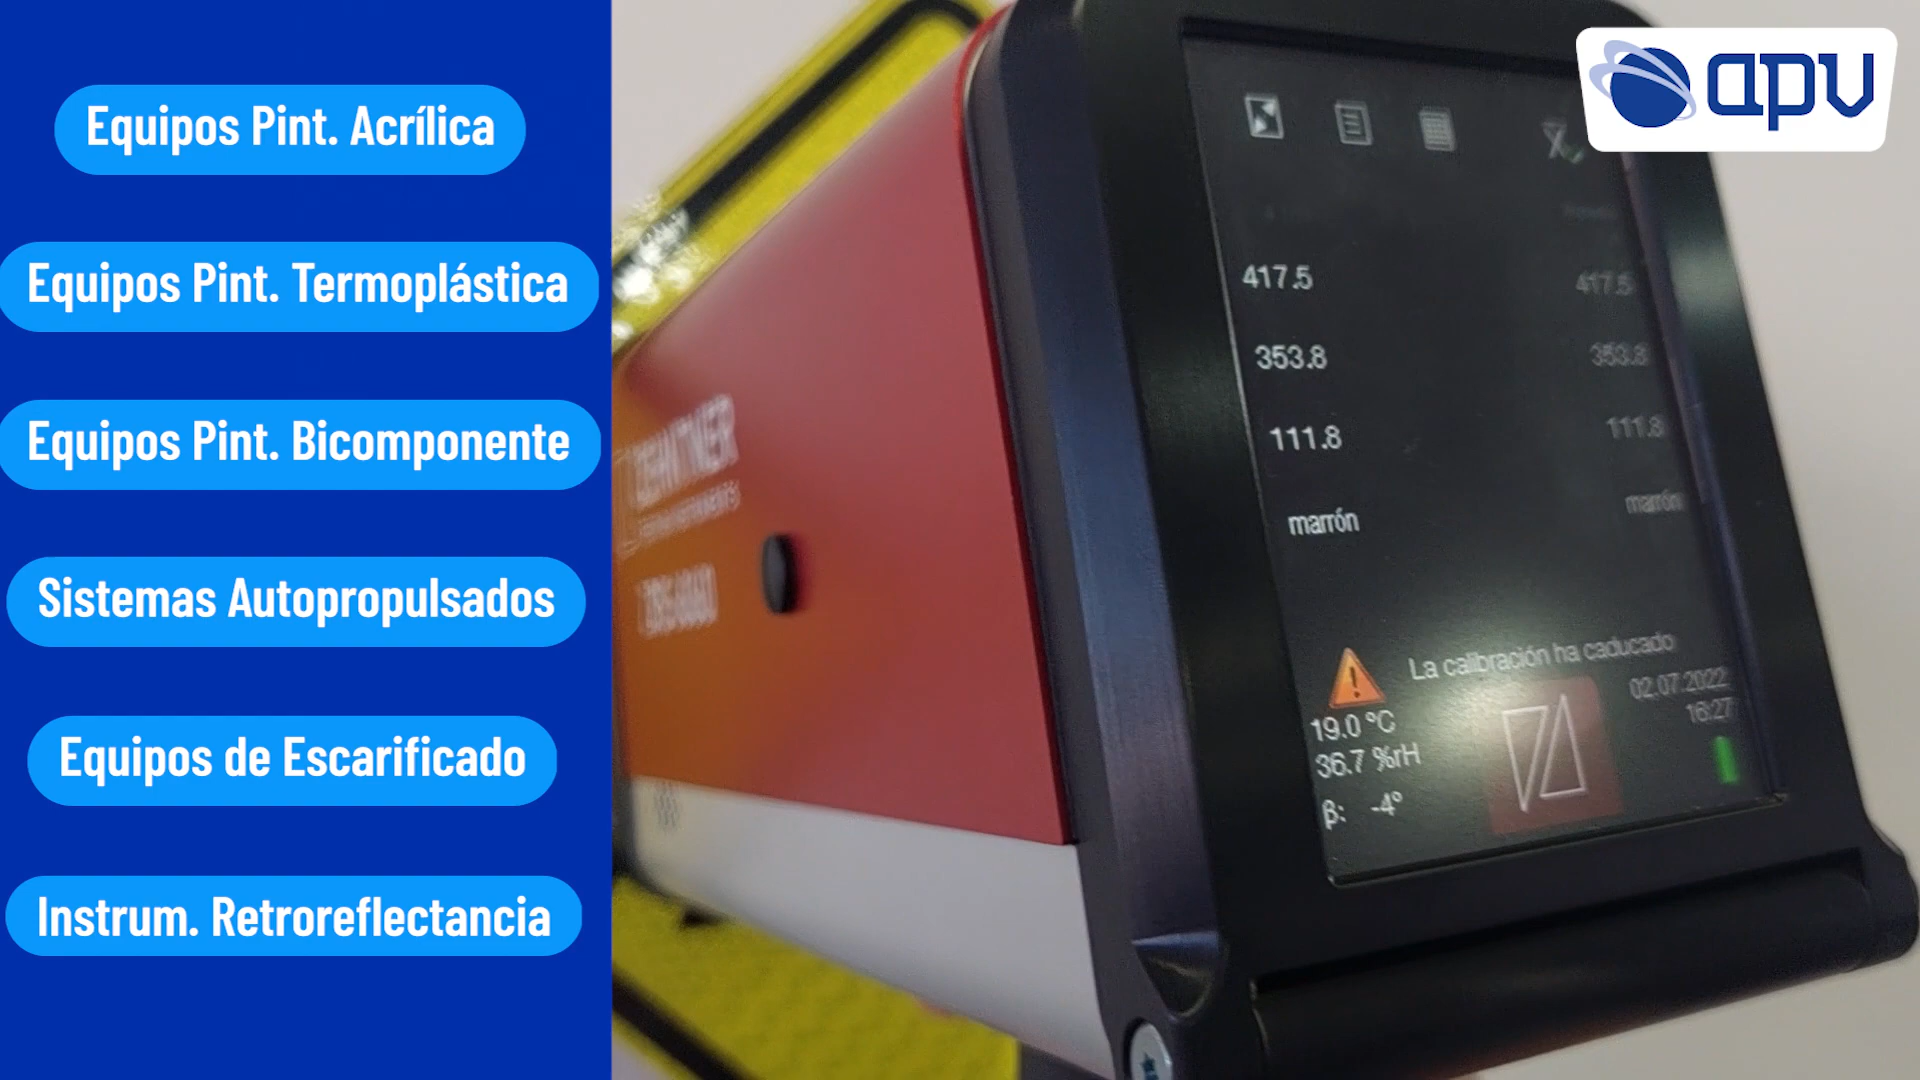 Equipos Pint. Acrílica
Equipos Pint. Termoplástica
Equipos Pint. Bicomponente
Sistemas Autopropulsados
Equipos de Escarificado
Instrum. Retroreflectancia
apv
417.5 417.5
353.8 353.8
111.8 111.8
marrón marrón
La calibración ha caducado
02.07.2022
16:27
19.0 °C
36.7 %rH
β: -4°
ZEHNTNER